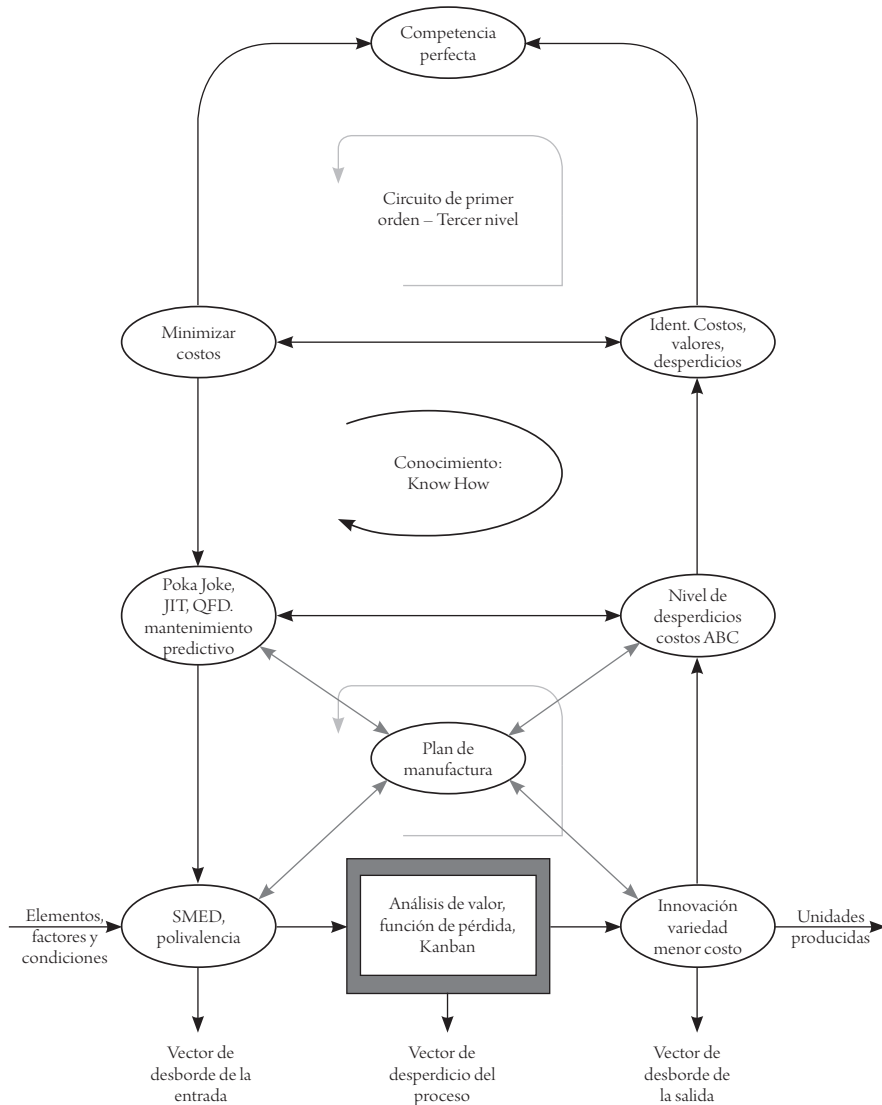 Competencia
perfecta
Circuito de primer
orden – Tercer nivel
Minimizar
costos
Ident. Costos,
valores,
desperdicios
Conocimiento:
Know How
Poka Joke,
JIT, QFD.
mantenimiento
predictivo
Nivel de
desperdicios
costos ABC
Plan de
manufactura
Elementos,
factores y
condiciones
SMED,
polivalencia
Análisis de valor,
función de pérdida,
Kanban
Innovación
variedad
menor costo
Unidades
producidas
Vector de
desborde de la
entrada
Vector de
desperdicio del
proceso
Vector de
desborde de
la salida